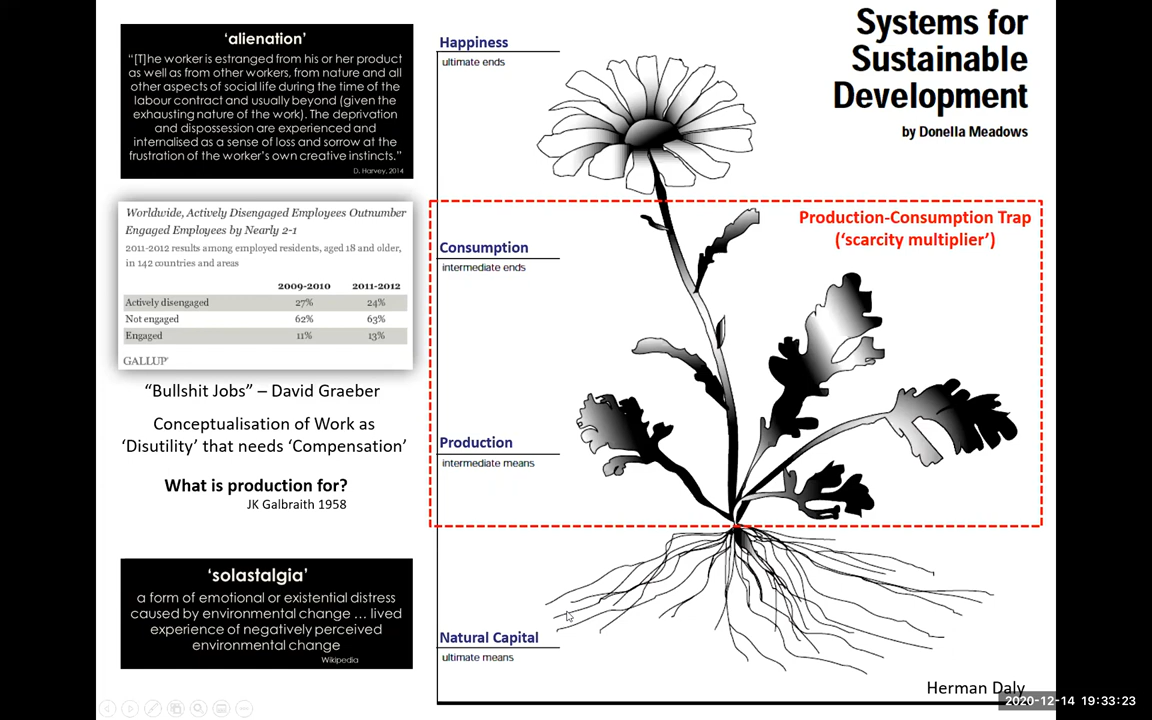 ‘alienation’
“[T]he worker is estranged from his or her product
as well as from other workers, from nature and all
other aspects of social life during the time of the
labour contract and usually beyond (given the
exhausting nature of the work). The deprivation
and dispossession are experienced and
internalised as a sense of loss and sorrow at the
frustration of the worker’s own creative instincts.”
D. Harvey, 2014
Worldwide, Actively Disengaged Employees Outnumber
Engaged Employees by Nearly 2-1
2011-2012 results among employed residents, aged 18 and older,
in 142 countries and areas
2009-2010 2011-2012
Actively disengaged 27% 24%
Not engaged 62% 63%
Engaged 11% 13%
GALLUP
“Bullshit Jobs” – David Graeber
Conceptualisation of Work as
‘Disutility’ that needs ‘Compensation’
What is production for?
JK Galbraith 1958
‘solastalgia’
a form of emotional or existential distress
caused by environmental change … lived
experience of negatively perceived
environmental change
Wikipedia
Happiness
ultimate ends
Consumption
intermediate ends
Production
intermediate means
Natural Capital
ultimate means
Systems for
Sustainable
Development
by Donella Meadows
Production-Consumption Trap
(‘scarcity multiplier’)
Herman Daly
2020-12-14 19:33:23